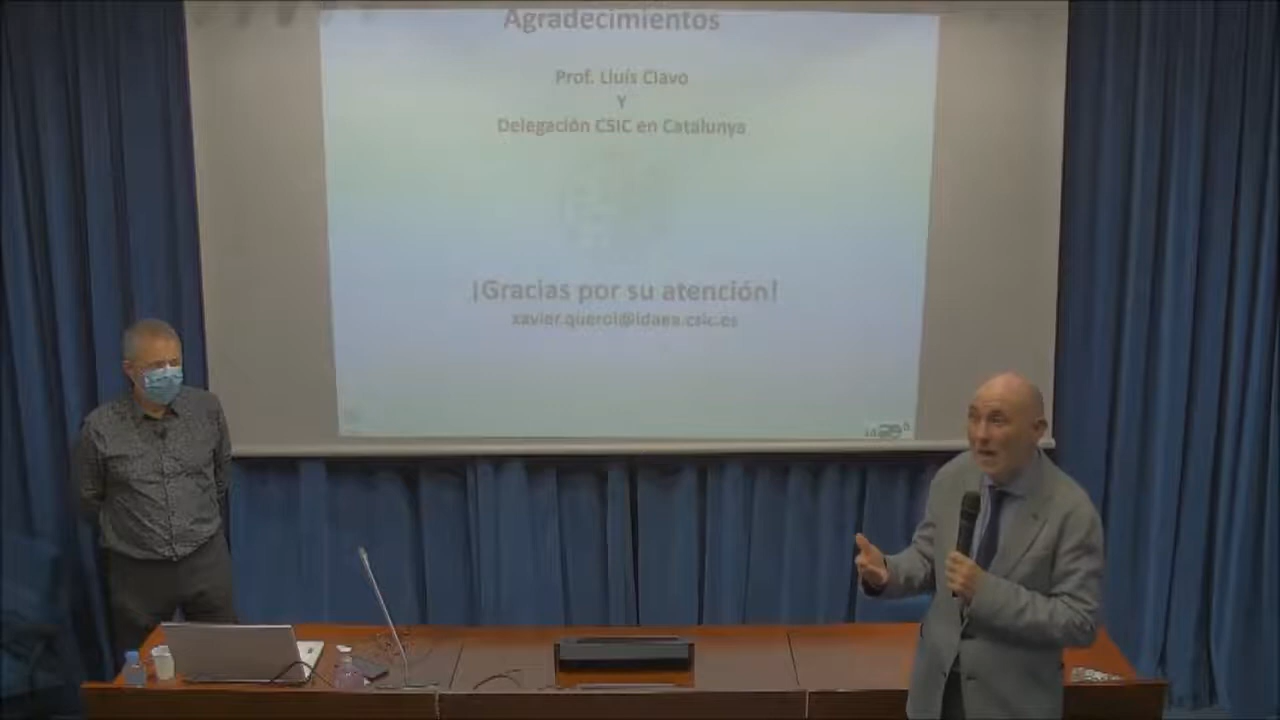 Agradecimientos
Prof. Lluís Clavo
Y
Delegación CSIC en Catalunya
¡Gracias por su atención!
xavier.querol@idaea.csic.es